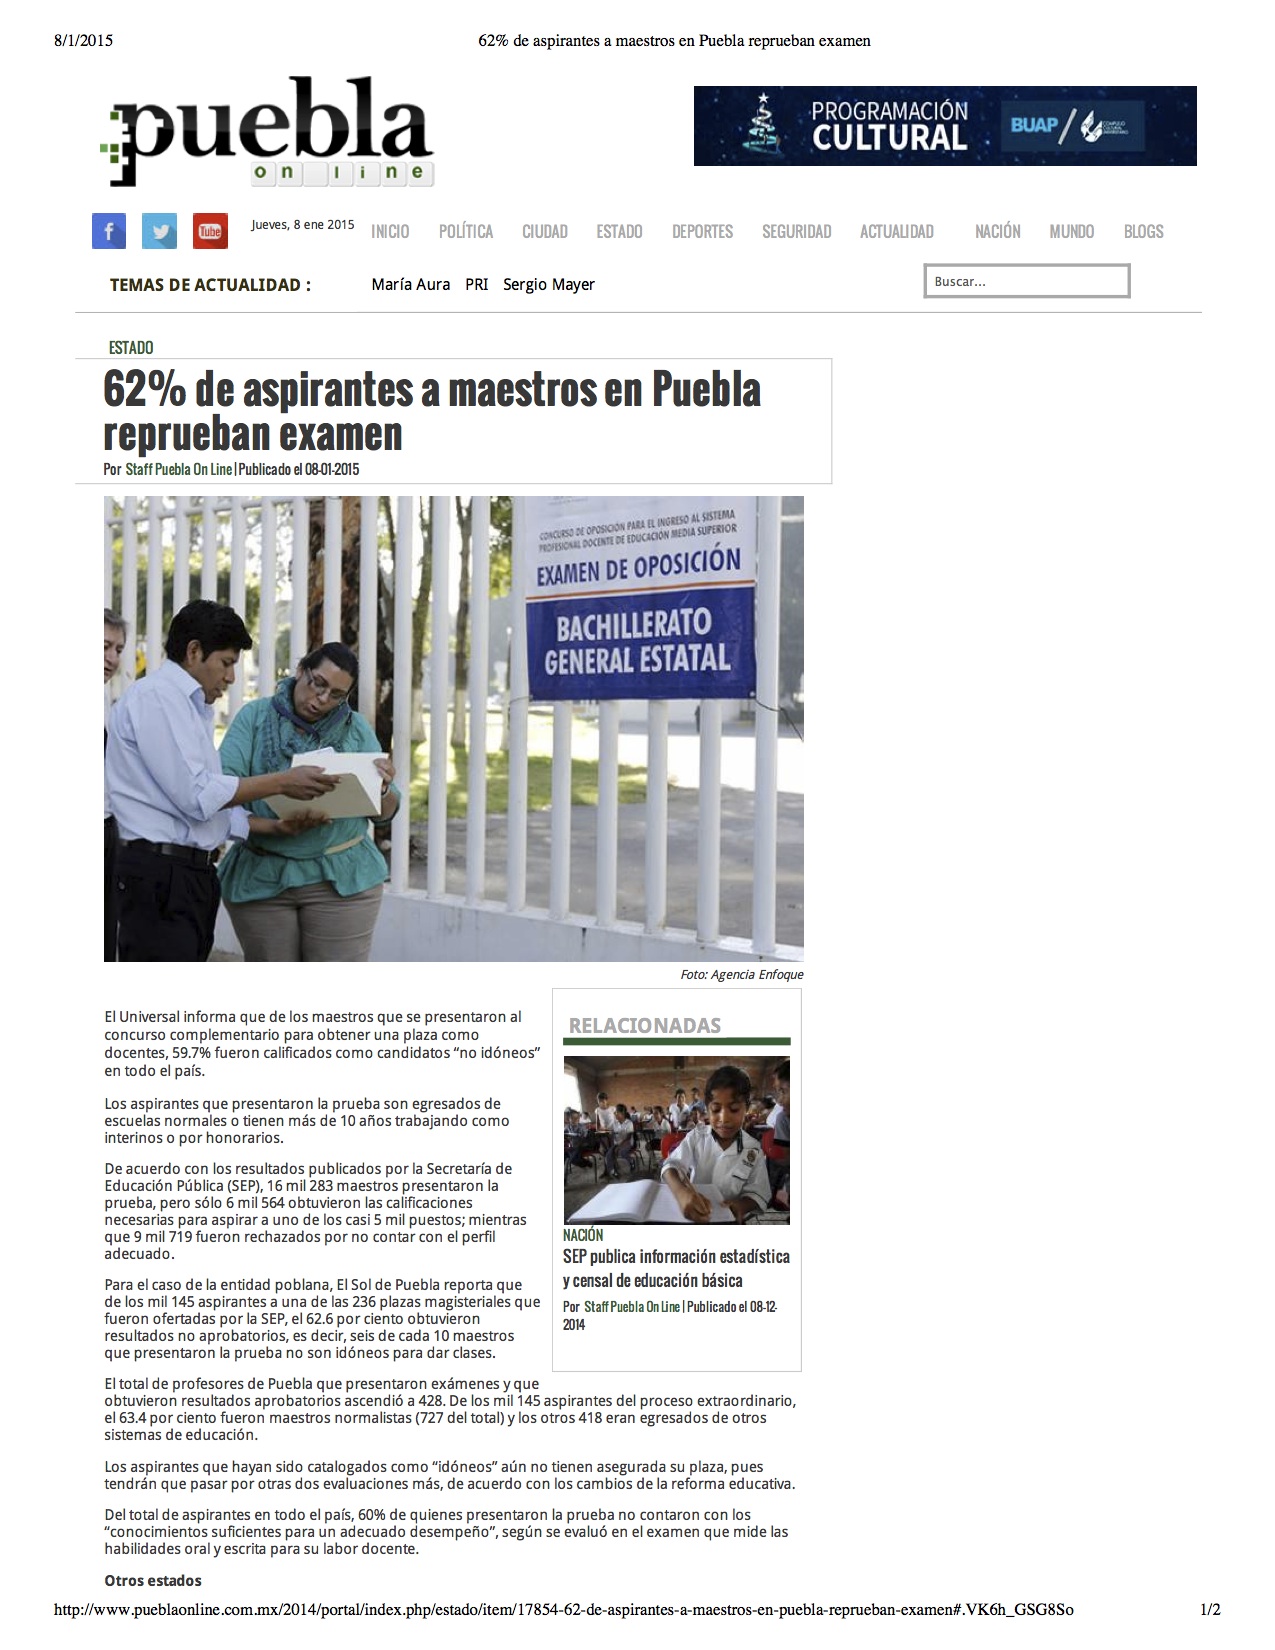 8/1/2015
62% de aspirantes a maestros en Puebla reprueban examen
puebla
on line
PROGRAMACIÓN
CULTURAL
BUAP
Jueves, 8 ene 2015
INICIO POLÍTICA CIUDAD ESTADO DEPORTES SEGURIDAD ACTUALIDAD NACIÓN MUNDO BLOGS
TEMAS DE ACTUALIDAD :
María Aura PRI Sergio Mayer
Buscar...
ESTADO
62% de aspirantes a maestros en Puebla
reprueban examen
Por Staff Puebla On Line | Publicado el 08-01-2015
CONCURSO DE OPOSICIÓN PARA EL INGRESO AL SISTEMA
PROFESIONAL DOCENTE DE EDUCACIÓN MEDIA SUPERIOR
EXAMEN DE OPOSICIÓN
BACHILLERATO
GENERAL ESTATAL
Foto: Agencia Enfoque
El Universal informa que de los maestros que se presentaron al
concurso complementario para obtener una plaza como
docentes, 59.7% fueron calificados como candidatos “no idóneos”
en todo el país.
Los aspirantes que presentaron la prueba son egresados de
escuelas normales o tienen más de 10 años trabajando como
interinos o por honorarios.
De acuerdo con los resultados publicados por la Secretaría de
Educación Pública (SEP), 16 mil 283 maestros presentaron la
prueba, pero sólo 6 mil 564 obtuvieron las calificaciones
necesarias para aspirar a uno de los casi 5 mil puestos; mientras
que 9 mil 719 fueron rechazados por no contar con el perfil
adecuado.
Para el caso de la entidad poblana, El Sol de Puebla reporta que
de los mil 145 aspirantes a una de las 236 plazas magisteriales que
fueron ofertadas por la SEP, el 62.6 por ciento obtuvieron
resultados no aprobatorios, es decir, seis de cada 10 maestros
que presentaron la prueba no son idóneos para dar clases.
RELACIONADAS
NACIÓN
SEP publica información estadística
y censal de educación básica
Por Staff Puebla On Line | Publicado el 08-12-
2014
El total de profesores de Puebla que presentaron exámenes y que
obtuvieron resultados aprobatorios ascendió a 428. De los mil 145 aspirantes del proceso extraordinario,
el 63.4 por ciento fueron maestros normalistas (727 del total) y los otros 418 eran egresados de otros
sistemas de educación.
Los aspirantes que hayan sido catalogados como “idóneos” aún no tienen asegurada su plaza, pues
tendrán que pasar por otras dos evaluaciones más, de acuerdo con los cambios de la reforma educativa.
Del total de aspirantes en todo el país, 60% de quienes presentaron la prueba no contaron con los
“conocimientos suficientes para un adecuado desempeño”, según se evaluó en el examen que mide las
habilidades oral y escrita para su labor docente.
Otros estados
http://www.pueblaonline.com.mx/2014/portal/index.php/estado/item/17854-62-de-aspirantes-a-maestros-en-puebla-reprueban-examen#.VK6h_GSG8So
1/2